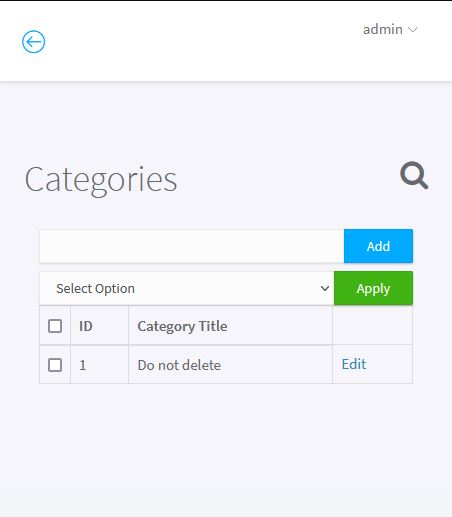 admin
Categories
Add
Select Option
Apply
ID Category Title
1 Do not delete Edit